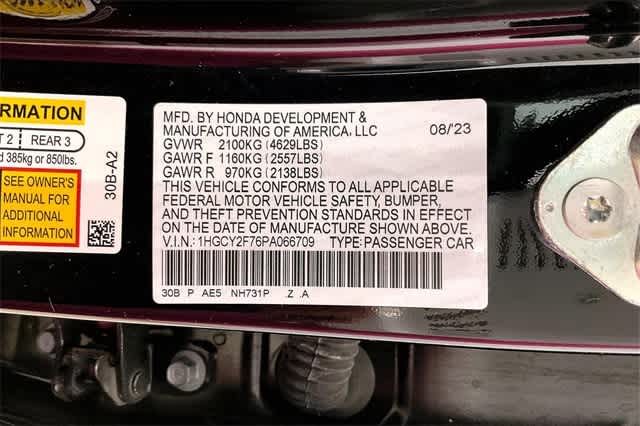 RMATION
T 2 REAR 3
d 385kg or 850lbs.
SEE OWNER'S
MANUAL FOR
ADDITIONAL
INFORMATION
30B-A2
MFD. BY HONDA DEVELOPMENT &
MANUFACTURING OF AMERICA, LLC 08/23
GVWR 2100KG (4629LBS)
GAWR F 1160KG (2557LBS)
GAWR R 970KG (2138LBS)
THIS VEHICLE CONFORMS TO ALL APPLICABLE
FEDERAL MOTOR VEHICLE SAFETY, BUMPER,
AND THEFT PREVENTION STANDARDS IN EFFECT
ON THE DATE OF MANUFACTURE SHOWN ABOVE.
V.I.N.: 1HGCY2F76PA066709 TYPE: PASSENGER CAR
30B P AE5 NH731P .Z .A